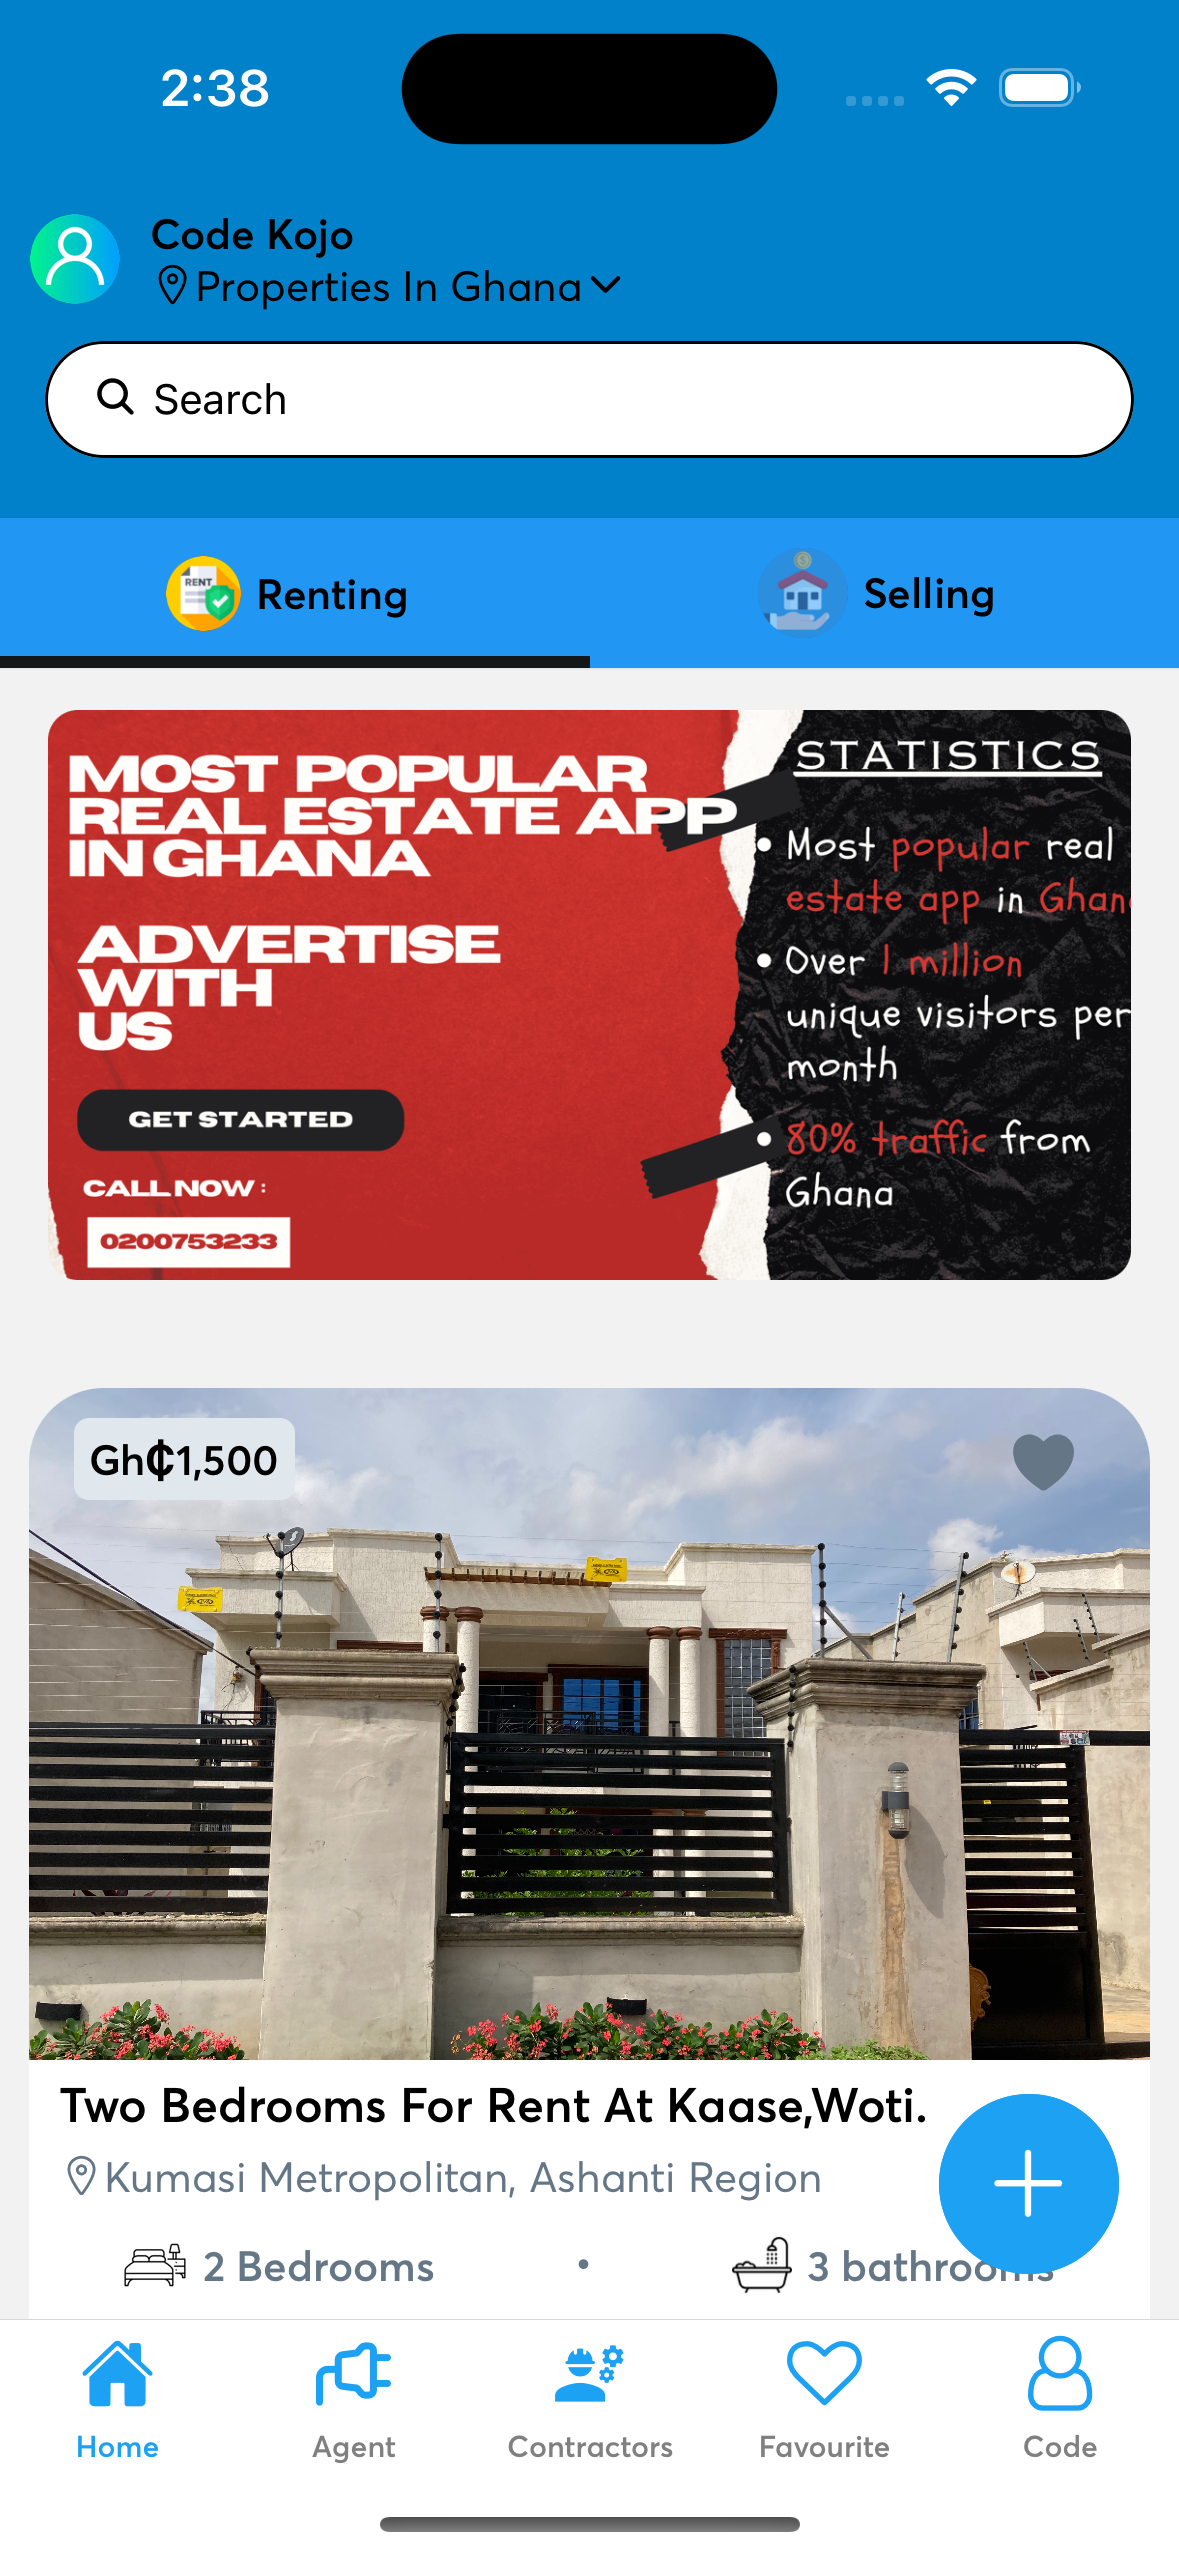 2:38
Code Kojo
Properties In Ghana
Search
RENT
Renting
Selling
MOST POPULAR
REAL ESTATE APP
IN GHANA
ADVERTISE
WITH
US
GET STARTED
CALL NOW :
0200753233
STATISTICS
• Most popular real
estate app in Ghan
• Over 1 million
unique visitors per
month
• 80% traffic from
Ghana
Gh₵1,500
Two Bedrooms For Rent At Kaase,Woti.
Kumasi Metropolitan, Ashanti Region
2 Bedrooms • 3 bathrooms
Home
Agent
Contractors
Favourite
Code